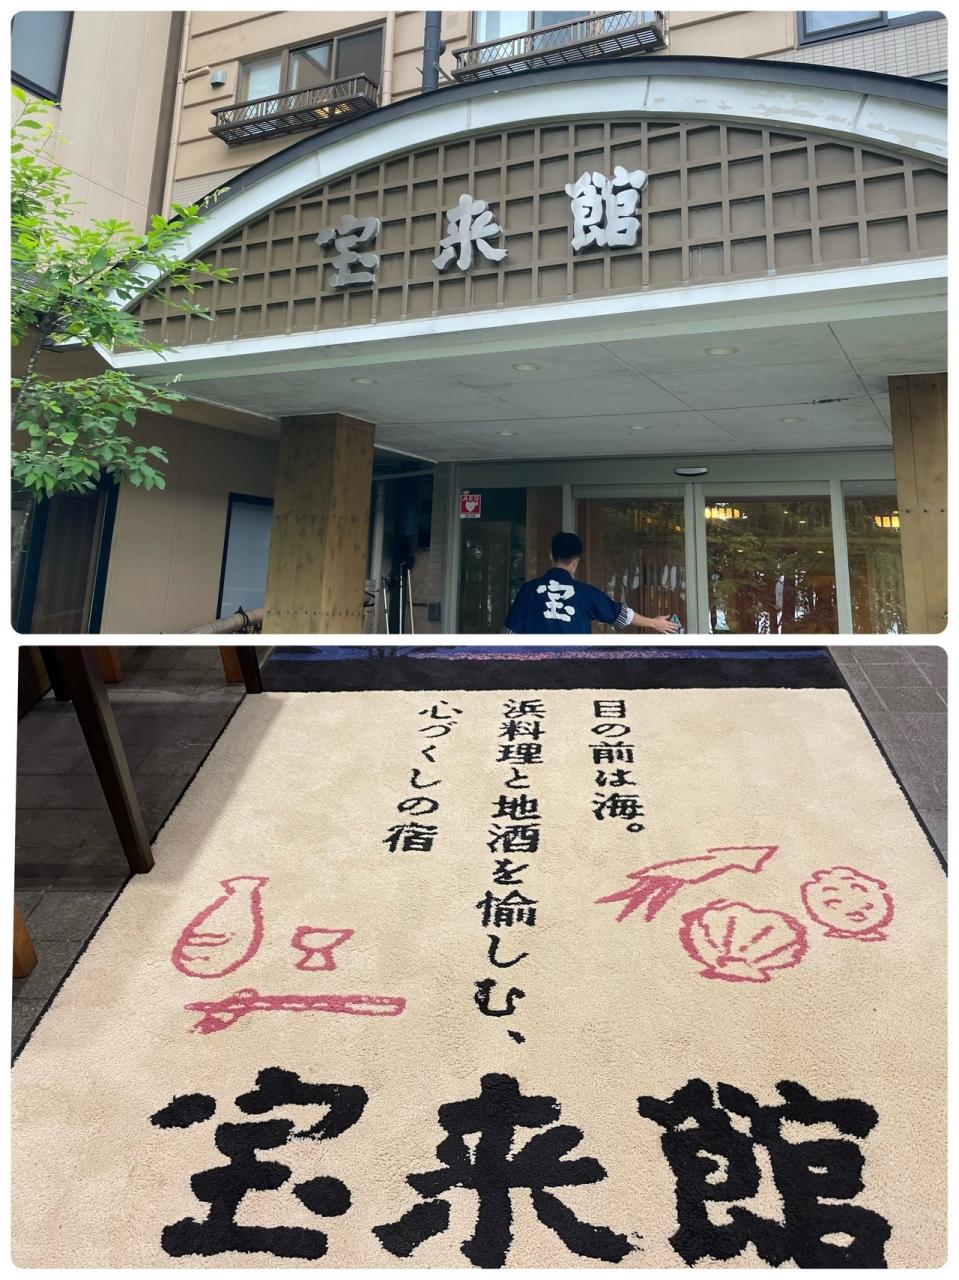 宝来館
AED
宝
目の前は海。
浜料理と地酒を愉しむ、
心づくしの宿
宝来館